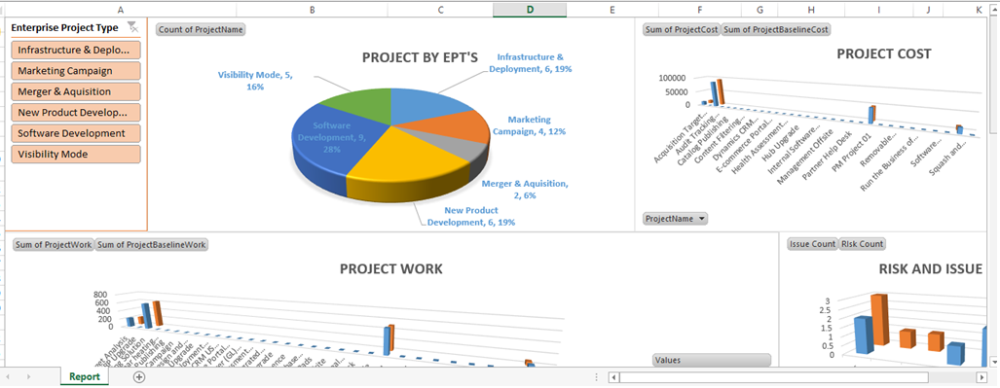 A B C D E F G H I J K
Enterprise Project Type
Infrastructure & Deplo...
Marketing Campaign
Merger & Aquisition
New Product Develop...
Software Development
Visibility Mode
Count of ProjectName
PROJECT BY EPT'S
Infrastructure &
Deployment, 6, 19%
Marketing
Campaign, 4, 12%
Merger & Aquisition,
2, 6%
New Product
Development, 6, 19%
Software
Development, 9,
28%
Visibility Mode, 5,
16%
Sum of ProjectCost
Sum of ProjectBaselineCost
PROJECT COST
100000
50000
0
Acquisition Target...
Audit Tracking...
Catalog Publishing
Content Filtering...
Dynamics CRM...
E-commerce Portal...
Health Assessment...
Hub Upgrade
Internal Software...
Management Offsite
Partner Help Desk
PM Project 01
Removable...
Run the Business of...
Software...
Squash and...
ProjectName
Sum of ProjectWork
Sum of ProjectBaselineWork
PROJECT WORK
800
600
400
200
0
Issue Count
Risk Count
RISK AND ISSUE
3
2.5
2
1.5
1
0.5
0
Values
Report